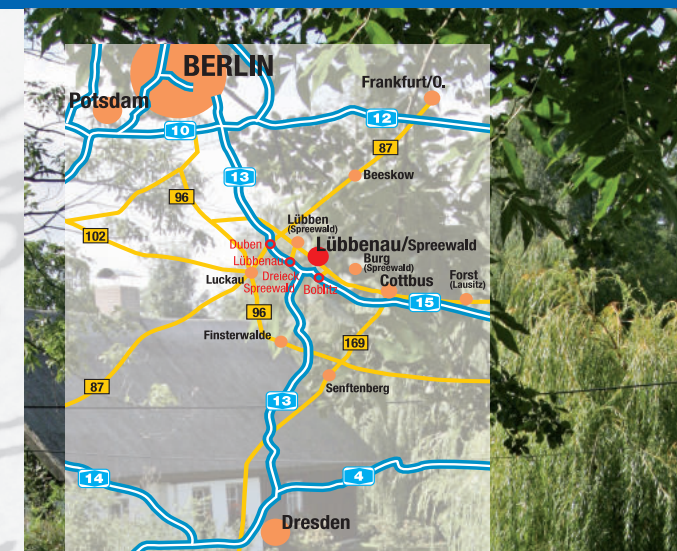 BERLIN
Frankfurt/O.
Potsdam
12
10
87
13
Beeskow
96
Lübben
(Spreewald)
102
Duben
Lübbenau/Spreewald
Lübbenau
Burg
(Spreewald)
Luckau
Dreieck
Spreewald
Boblitz
Cottbus
Forst
(Lausitz)
15
96
Finsterwalde
169
87
Senftenberg
13
14
4
Dresden